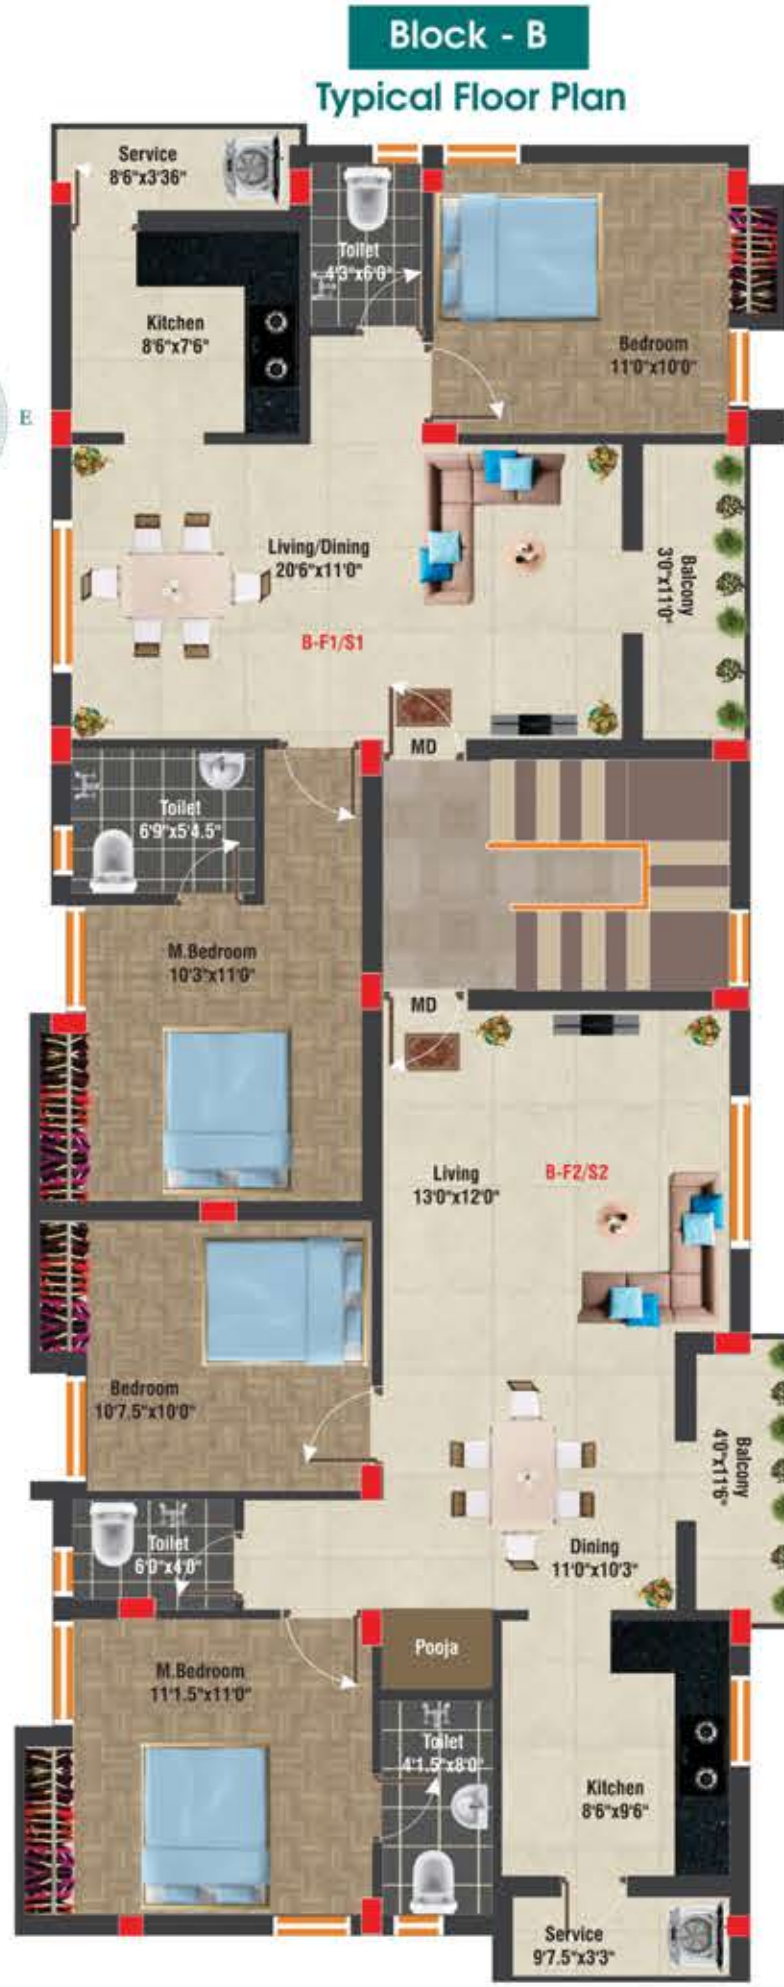 Block - B
Typical Floor Plan
Service
8'6"x3'36"
Toilet
4'3"x6'0"
Kitchen
8'6"x7'6"
Bedroom
11'0"x10'0"
E
Living/Dining
20'6"x11'0"
Balcony
3'0"x11'0"
B-F1/S1
MD
Toilet
6'9"x5'4.5"
M.Bedroom
10'3"x11'0"
MD
Living
13'0"x12'0"
B-F2/S2
Bedroom
10'7.5"x10'0"
Balcony
4'0"x11'6"
Toilet
6'0"x4'0"
Dining
11'0"x10'3"
Pooja
M.Bedroom
11'1.5"x11'0"
Toilet
4'1.5"x8'0"
Kitchen
8'6"x9'6"
Service
9'7.5"x3'3"